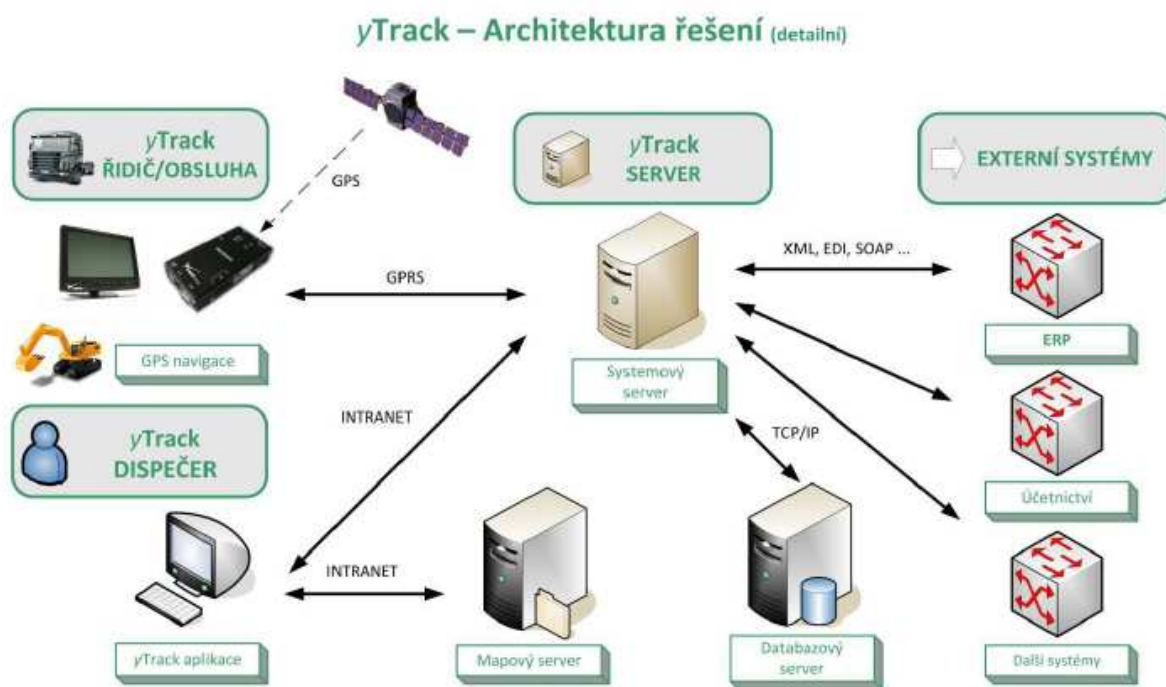 yTrack – Architektura řešení (detailní)
yTrack
ŘIDIČ/OBSLUHA
GPS
yTrack
SERVER
EXTERNÍ SYSTÉMY
GPRS
XML, EDI, SOAP ...
GPS navigace
Systemový
server
ERP
INTRANET
TCP/IP
yTrack
DISPEČER
Účetnictví
INTRANET
yTrack aplikace
Mapový server
Databazový
server
Další systémy